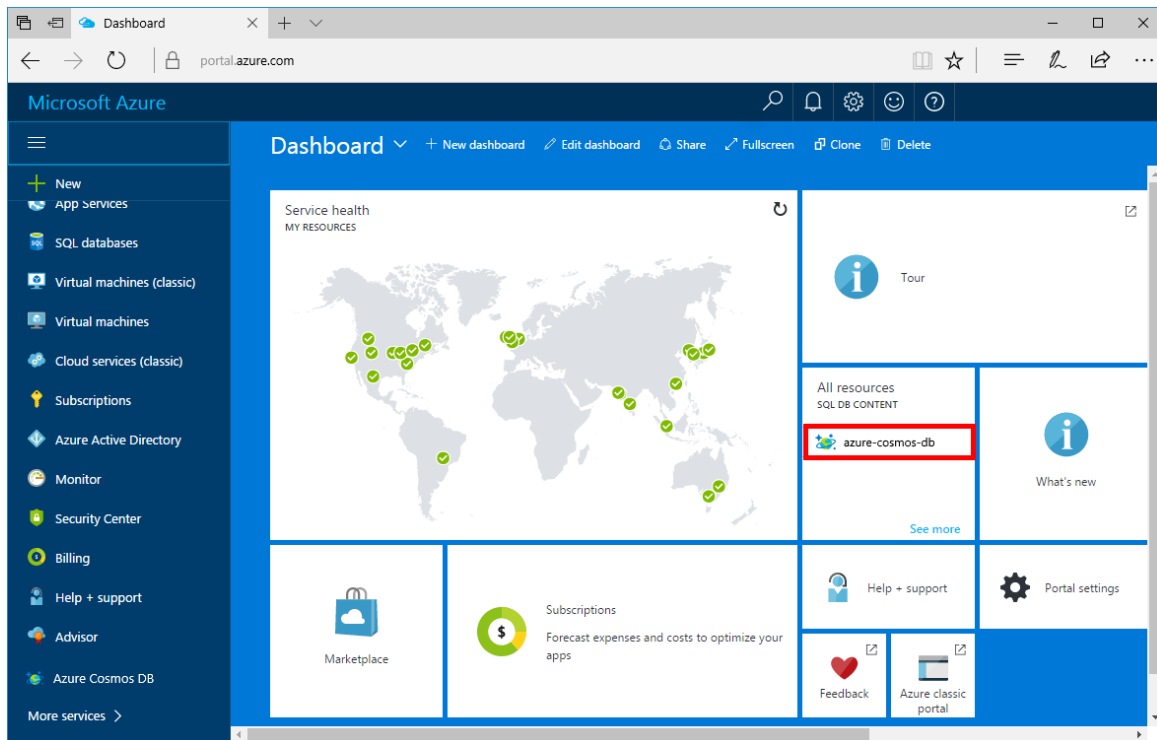 Dashboard
portal.azure.com
Microsoft Azure
Dashboard
New dashboard
Edit dashboard
Share
Fullscreen
Clone
Delete
New
App Services
SQL databases
Virtual machines (classic)
Virtual machines
Cloud services (classic)
Subscriptions
Azure Active Directory
Monitor
Security Center
Billing
Help + support
Advisor
Azure Cosmos DB
More services
Service health
MY RESOURCES
Tour
All resources
SQL DB CONTENT
azure-cosmos-db
See more
What's new
Marketplace
Subscriptions
Forecast expenses and costs to optimize your
apps
Help + support
Portal settings
Feedback
Azure classic
portal